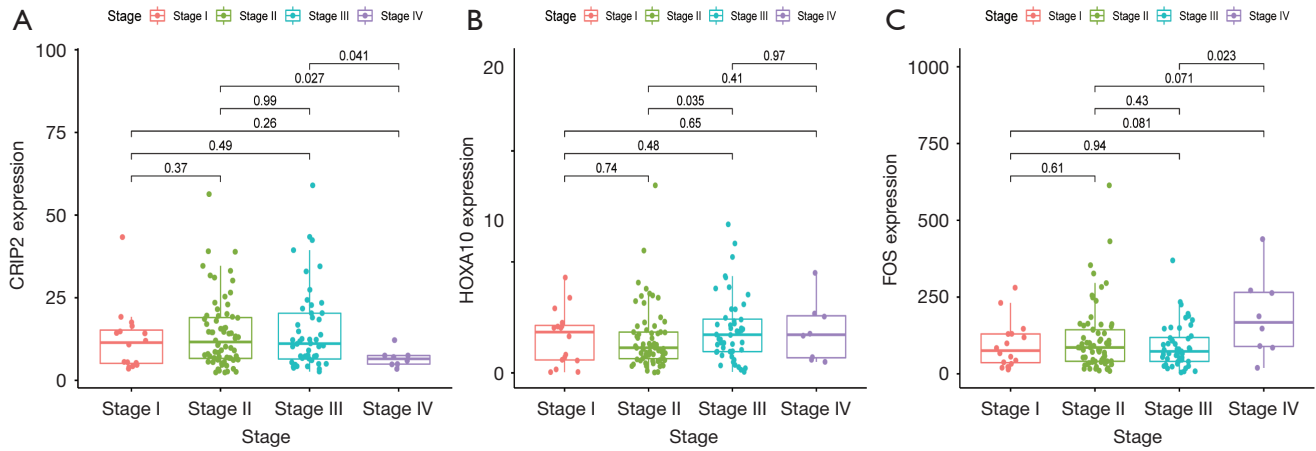 A
Stage Stage I Stage II Stage III Stage IV
CRIP2 expression
100
75
50
25
0
0.041
0.027
0.99
0.26
0.49
0.37
Stage I Stage II Stage III Stage IV
Stage
B
Stage Stage I Stage II Stage III Stage IV
HOXA10 expression
20
10
0
0.97
0.41
0.035
0.65
0.48
0.74
Stage I Stage II Stage III Stage IV
Stage
C
Stage Stage I Stage II Stage III Stage IV
FOS expression
1000
750
500
250
0
0.023
0.071
0.43
0.081
0.94
0.61
Stage I Stage II Stage III Stage IV
Stage